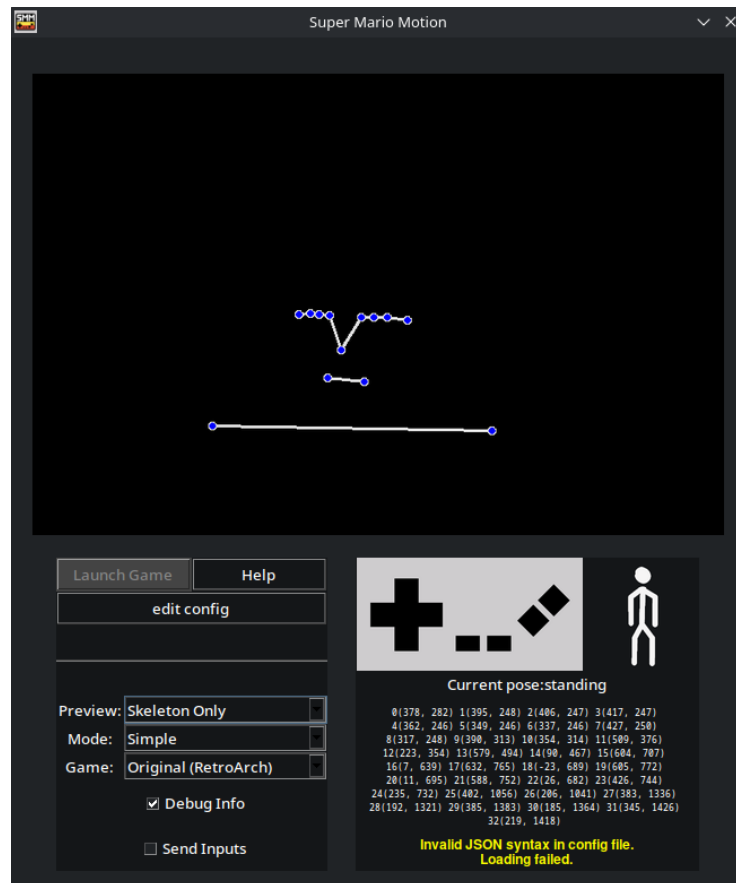 SMM
Super Mario Motion
Launch Game
Help
edit config
Preview: Skeleton Only
Mode: Simple
Game: Original (RetroArch)
Debug Info
Send Inputs
Current pose:standing
0(378, 282) 1(395, 248) 2(406, 247) 3(417, 247)
4(362, 246) 5(349, 246) 6(337, 246) 7(427, 250)
8(317, 248) 9(390, 313) 10(354, 314) 11(509, 376)
12(223, 354) 13(579, 494) 14(90, 467) 15(604, 707)
16(7, 639) 17(632, 765) 18(-23, 689) 19(605, 772)
20(11, 695) 21(588, 752) 22(26, 682) 23(426, 744)
24(235, 732) 25(402, 1056) 26(206, 1041) 27(383, 1336)
28(192, 1321) 29(385, 1383) 30(185, 1364) 31(345, 1426)
32(219, 1418)
Invalid JSON syntax in config file.
Loading failed.